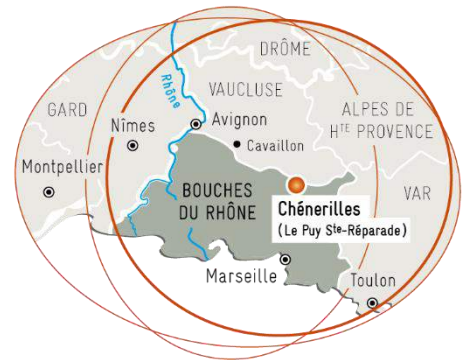 DRÔME
Rhône
VAUCLUSE
GARD
ALPES DE
Hᵀᴱ PROVENCE
Nîmes
Avignon
Cavaillon
Montpellier
BOUCHES
DU RHÔNE
VAR
Chénerilles
(Le Puy Sᵗᵉ-Réparade)
Marseille
Toulon